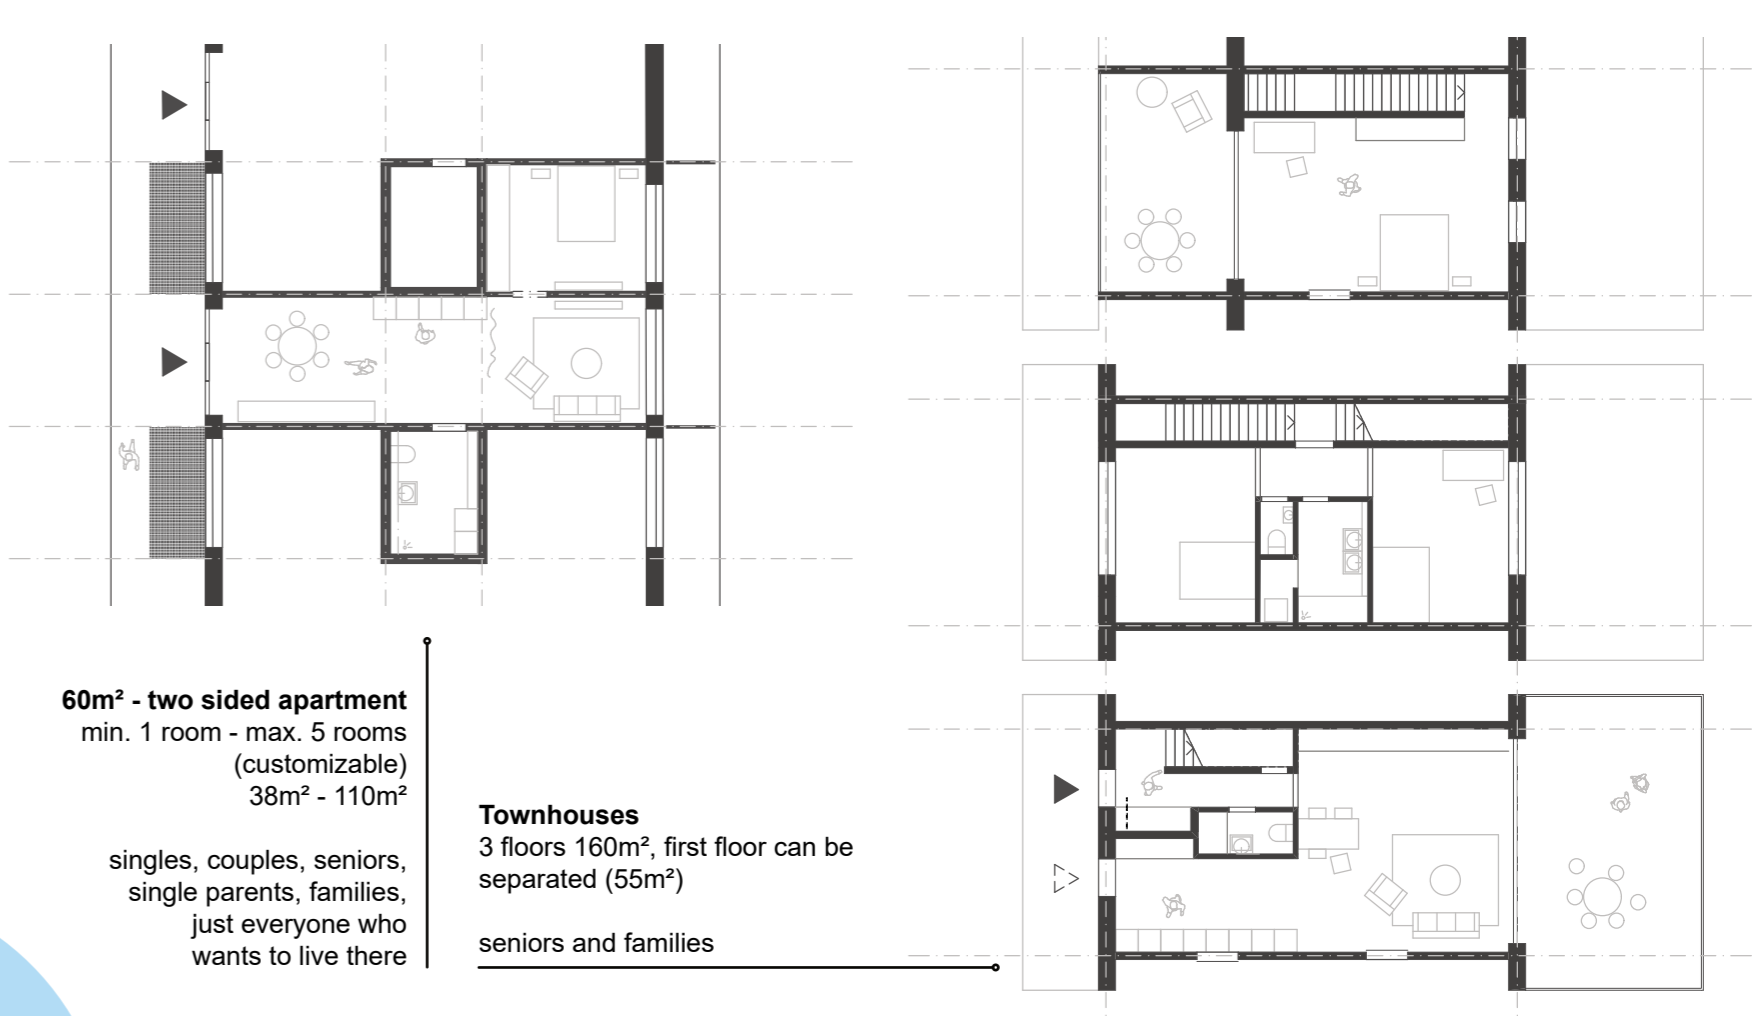 60m² - two sided apartment
min. 1 room - max. 5 rooms
(customizable)
38m² - 110m²
singles, couples, seniors,
single parents, families,
just everyone who
wants to live there
Townhouses
3 floors 160m², first floor can be
separated (55m²)
seniors and families